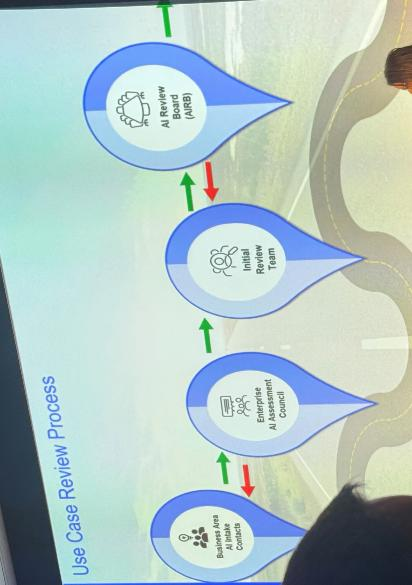 Use Case Review Process
Business Area
AI Intake
Contacts
Enterprise
AI Assessment
Council
Initial
Review
Team
AI Review
Board
(AIRB)